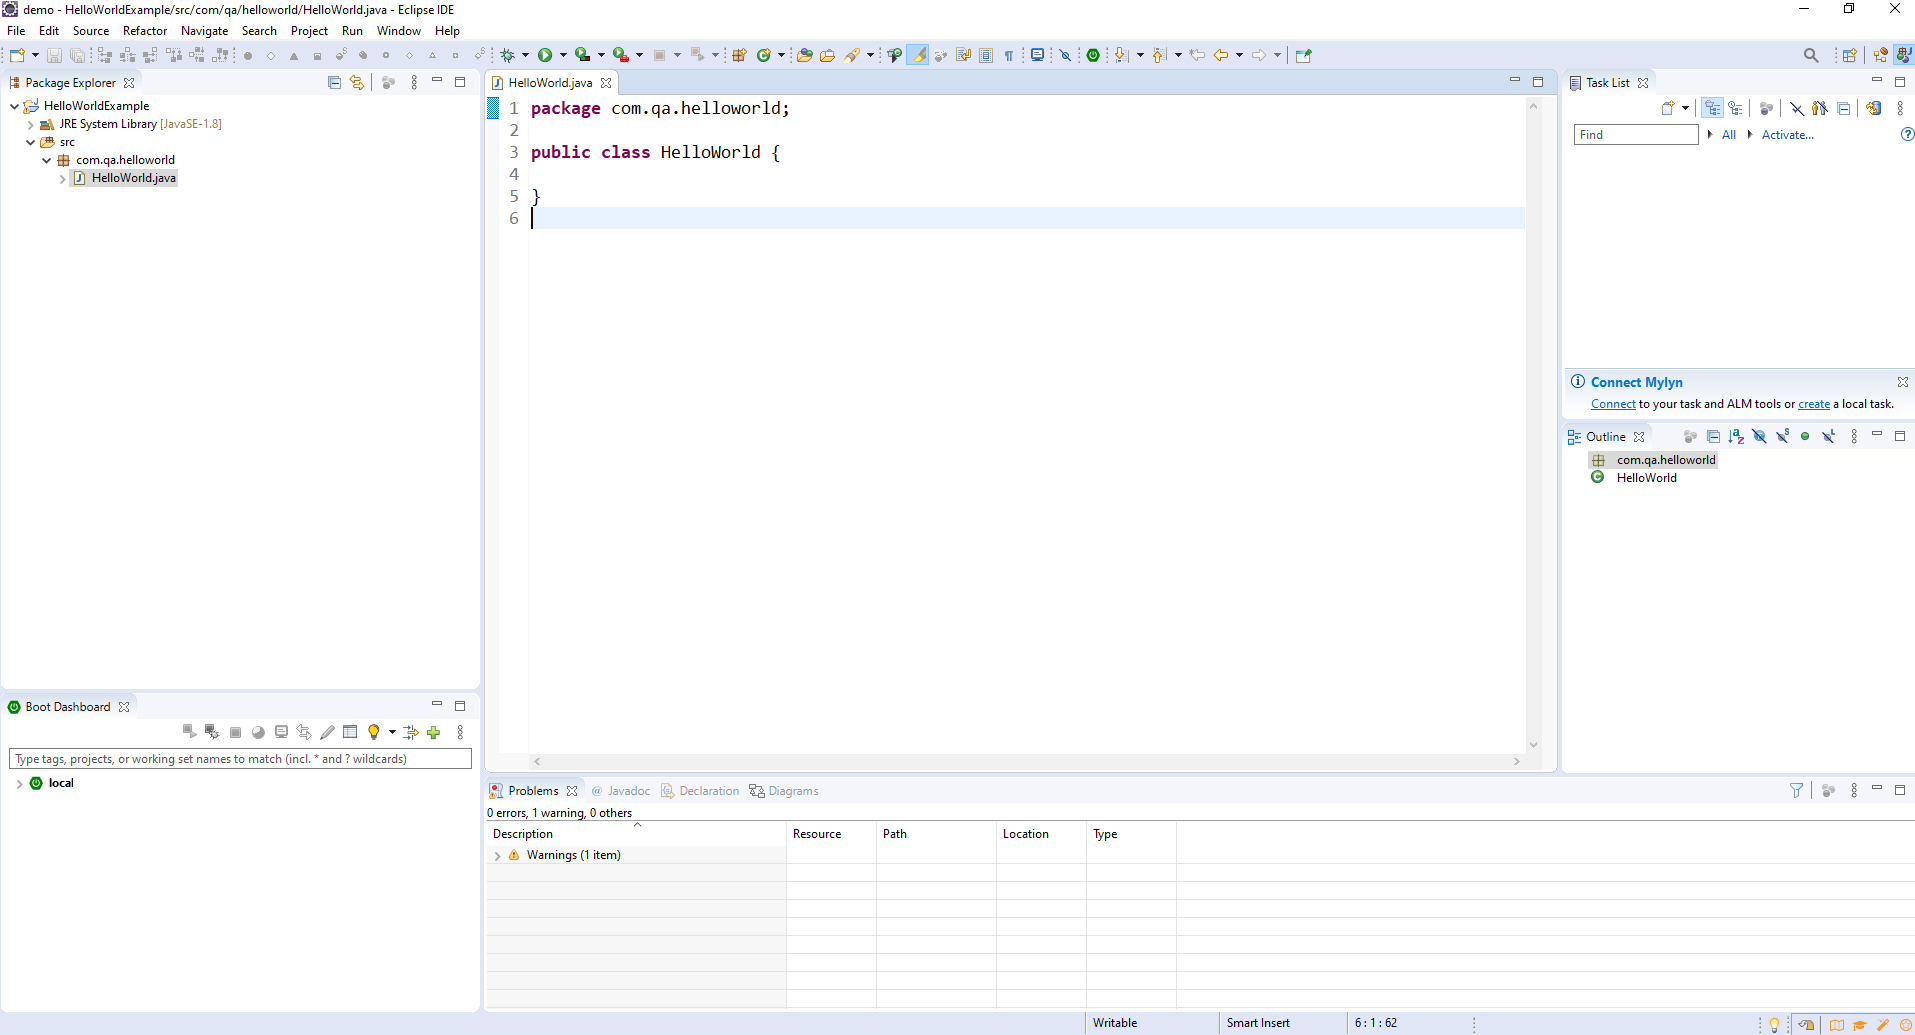 demo - HelloWorldExample/src/com/qa/helloworld/HelloWorld.java - Eclipse IDE
File Edit Source Refactor Navigate Search Project Run Window Help
Package Explorer
HelloWorldExample
JRE System Library [JavaSE-1.8]
src
com.qa.helloworld
HelloWorld.java
HelloWorld.java
1 package com.qa.helloworld;
2
3 public class HelloWorld {
4
5 }
6
Task List
Find
All
Activate...
Connect Mylyn
Connect to your task and ALM tools or create a local task.
Outline
com.qa.helloworld
HelloWorld
Boot Dashboard
Type tags, projects, or working set names to match (incl. * and ? wildcards)
local
Problems @ Javadoc Declaration Diagrams
0 errors, 1 warning, 0 others
Description Resource Path Location Type
Warnings (1 item)
Writable Smart Insert 6 : 1 : 62